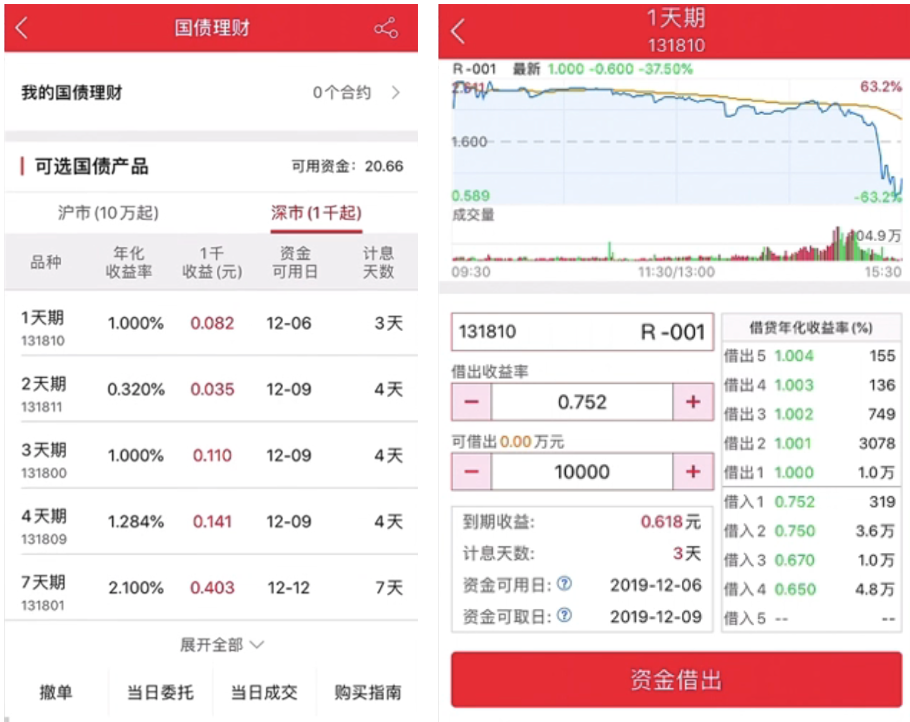 国债理财
我的国债理财 0个合约
可选国债产品 可用资金：20.66
沪市(10万起) 深市(1千起)
品种 年化收益率 1千收益(元) 资金可用日 计息天数
1天期 1.000% 0.082 12-06 3天
131810
2天期 0.320% 0.035 12-09 4天
131811
3天期 1.000% 0.110 12-09 4天
131800
4天期 1.284% 0.141 12-09 4天
131809
7天期 2.100% 0.403 12-12 7天
131801
展开全部
撤单 当日委托 当日成交 购买指南
1天期
131810
R-001 最新 1.000 -0.600 -37.50%
63.2%
1.600
0.589 -63.2%
成交量
04.9万
09:30 11:30/13:00 15:30
131810 R-001
借出收益率
0.752
可借出0.00万元
10000
到期收益: 0.618元
计息天数: 3天
资金可用日: 2019-12-06
资金可取日: 2019-12-09
借贷年化收益率(%)
借出5 1.004 155
借出4 1.003 136
借出3 1.002 749
借出2 1.001 3078
借出1 1.000 1.0万
借入1 0.752 319
借入2 0.750 3.6万
借入3 0.670 1.0万
借入4 0.650 4.8万
借入5 -- --
资金借出